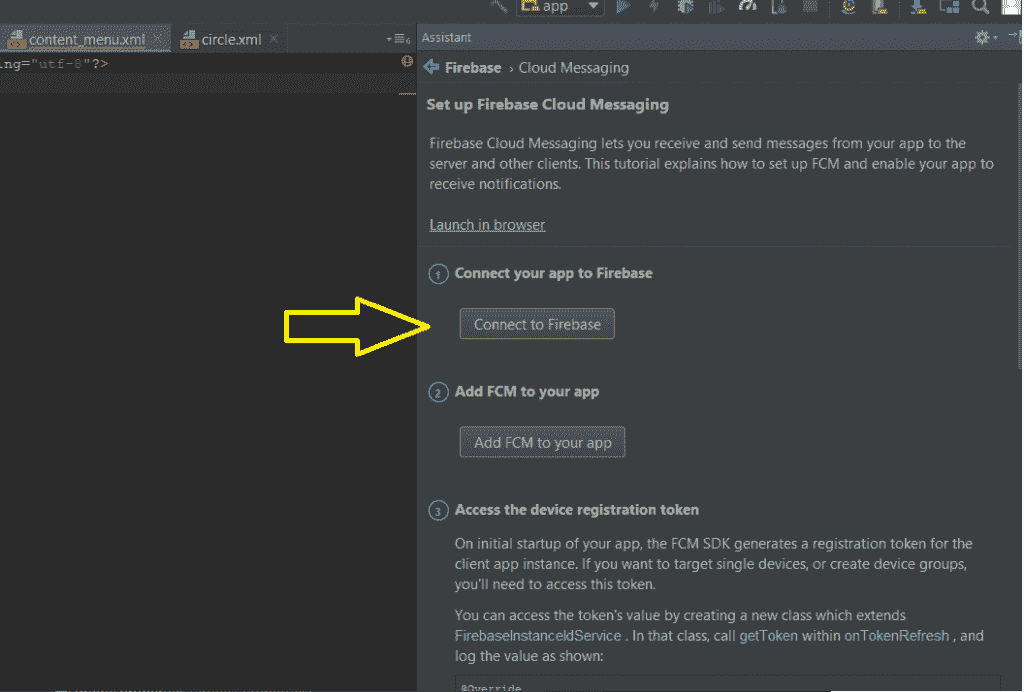 app
content_menu.xml
circle.xml
6
Assistant
ing="utf-8"?>
Firebase › Cloud Messaging
Set up Firebase Cloud Messaging
Firebase Cloud Messaging lets you receive and send messages from your app to the
server and other clients. This tutorial explains how to set up FCM and enable your app to
receive notifications.
Launch in browser
1 Connect your app to Firebase
Connect to Firebase
2 Add FCM to your app
Add FCM to your app
3 Access the device registration token
On initial startup of your app, the FCM SDK generates a registration token for the
client app instance. If you want to target single devices, or create device groups,
you'll need to access this token.
You can access the token's value by creating a new class which extends
FirebaseInstanceIdService . In that class, call getToken within onTokenRefresh , and
log the value as shown:
@Override